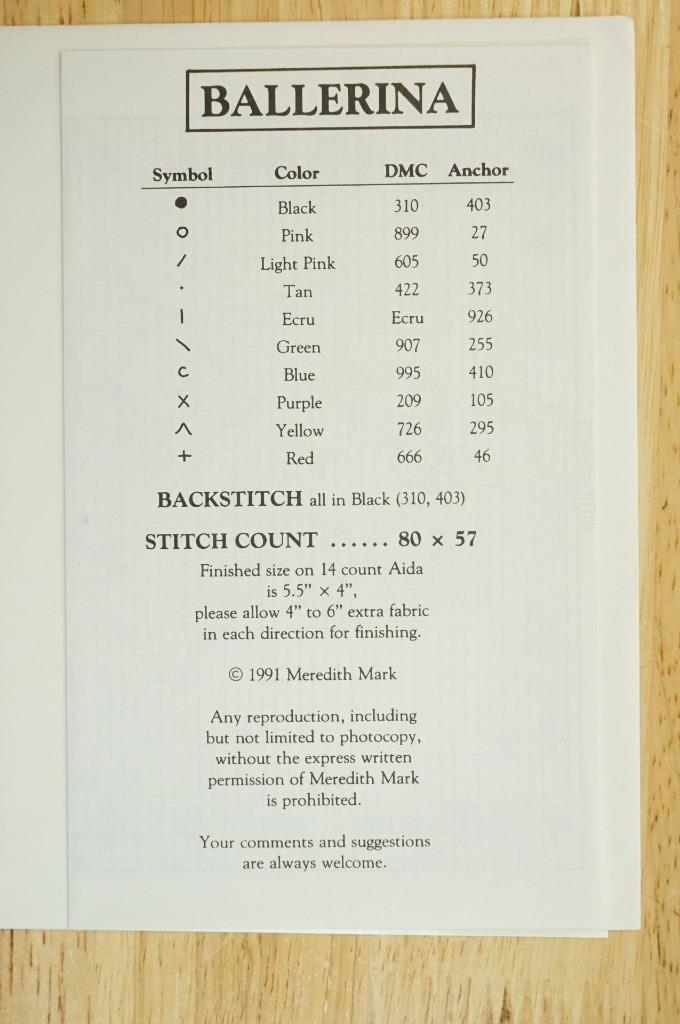 BALLERINA
Symbol Color DMC Anchor
● Black 310 403
o Pink 899 27
/ Light Pink 605 50
· Tan 422 373
| Ecru Ecru 926
\ Green 907 255
c Blue 995 410
x Purple 209 105
^ Yellow 726 295
+ Red 666 46
BACKSTITCH all in Black (310, 403)
STITCH COUNT ...... 80 × 57
Finished size on 14 count Aida
is 5.5” × 4”,
please allow 4” to 6” extra fabric
in each direction for finishing.
© 1991 Meredith Mark
Any reproduction, including
but not limited to photocopy,
without the express written
permission of Meredith Mark
is prohibited.
Your comments and suggestions
are always welcome.